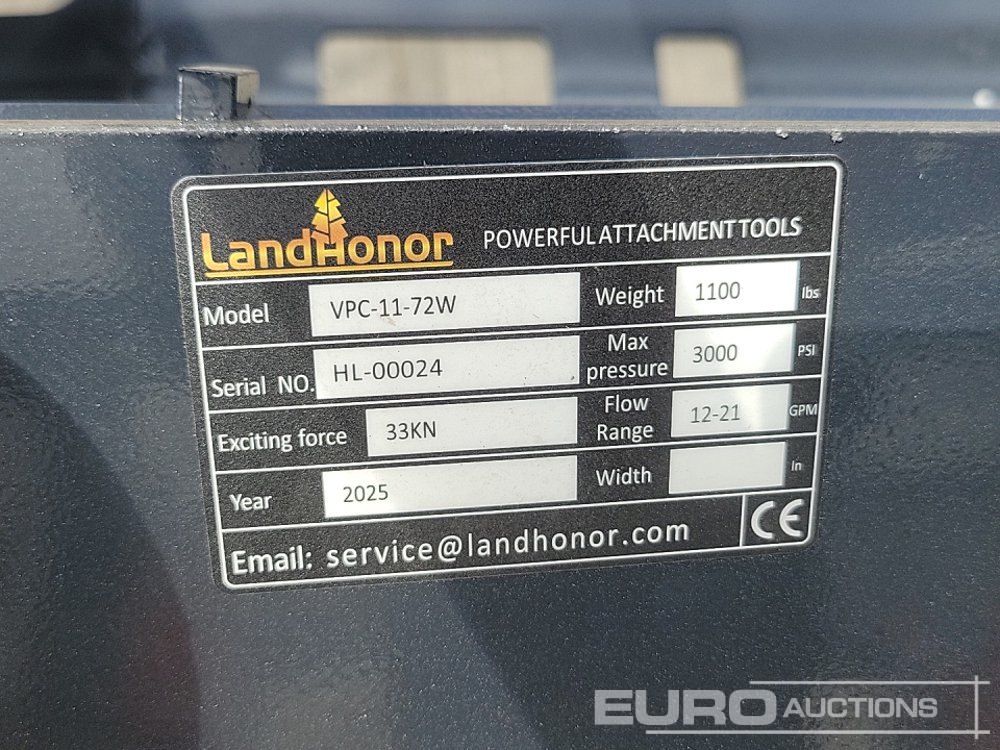 LandHonor POWERFUL ATTACHMENT TOOLS
Model VPC-11-72W Weight 1100 lbs
Serial NO. HL-00024 Max pressure 3000 PSI
Exciting force 33KN Flow Range 12-21 GPM
Year 2025 Width In
Email: service@landhonor.com CE
EURO AUCTIONS